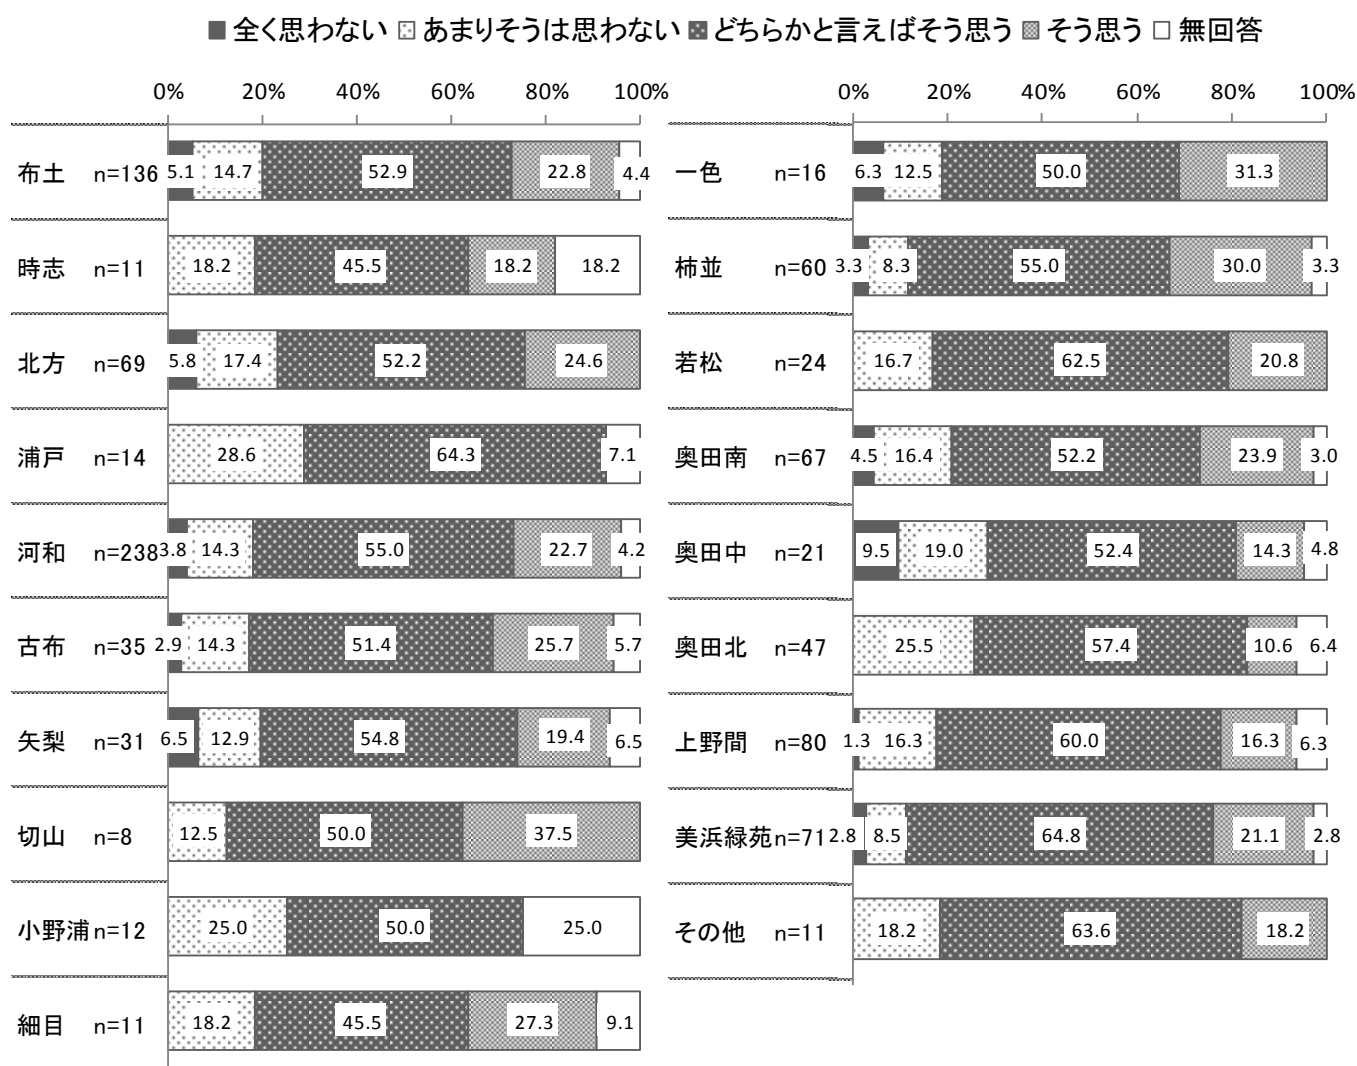 全く思わない あまりそうは思わない どちらかと言えばそう思う そう思う 無回答
0% 20% 40% 60% 80% 100%
布土 n=136 5.1 14.7 52.9 22.8 4.4
時志 n=11 18.2 45.5 18.2 18.2
北方 n=69 5.8 17.4 52.2 24.6
浦戸 n=14 28.6 64.3 7.1
河和 n=238 3.8 14.3 55.0 22.7 4.2
古布 n=35 2.9 14.3 51.4 25.7 5.7
矢梨 n=31 6.5 12.9 54.8 19.4 6.5
切山 n=8 12.5 50.0 37.5
小野浦 n=12 25.0 50.0 25.0
細目 n=11 18.2 45.5 27.3 9.1
0% 20% 40% 60% 80% 100%
一色 n=16 6.3 12.5 50.0 31.3
柿並 n=60 3.3 8.3 55.0 30.0 3.3
若松 n=24 16.7 62.5 20.8
奥田南 n=67 4.5 16.4 52.2 23.9 3.0
奥田中 n=21 9.5 19.0 52.4 14.3 4.8
奥田北 n=47 25.5 57.4 10.6 6.4
上野間 n=80 1.3 16.3 60.0 16.3 6.3
美浜緑苑 n=71 2.8 8.5 64.8 21.1 2.8
その他 n=11 18.2 63.6 18.2